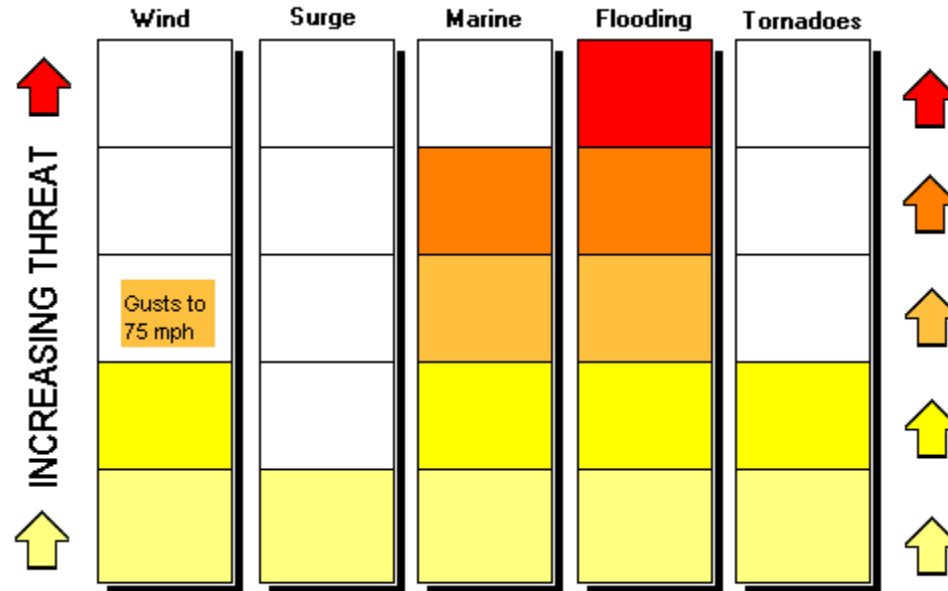 Wind
Surge
Marine
Flooding
Tornadoes
INCREASING THREAT
Gusts to
75 mph